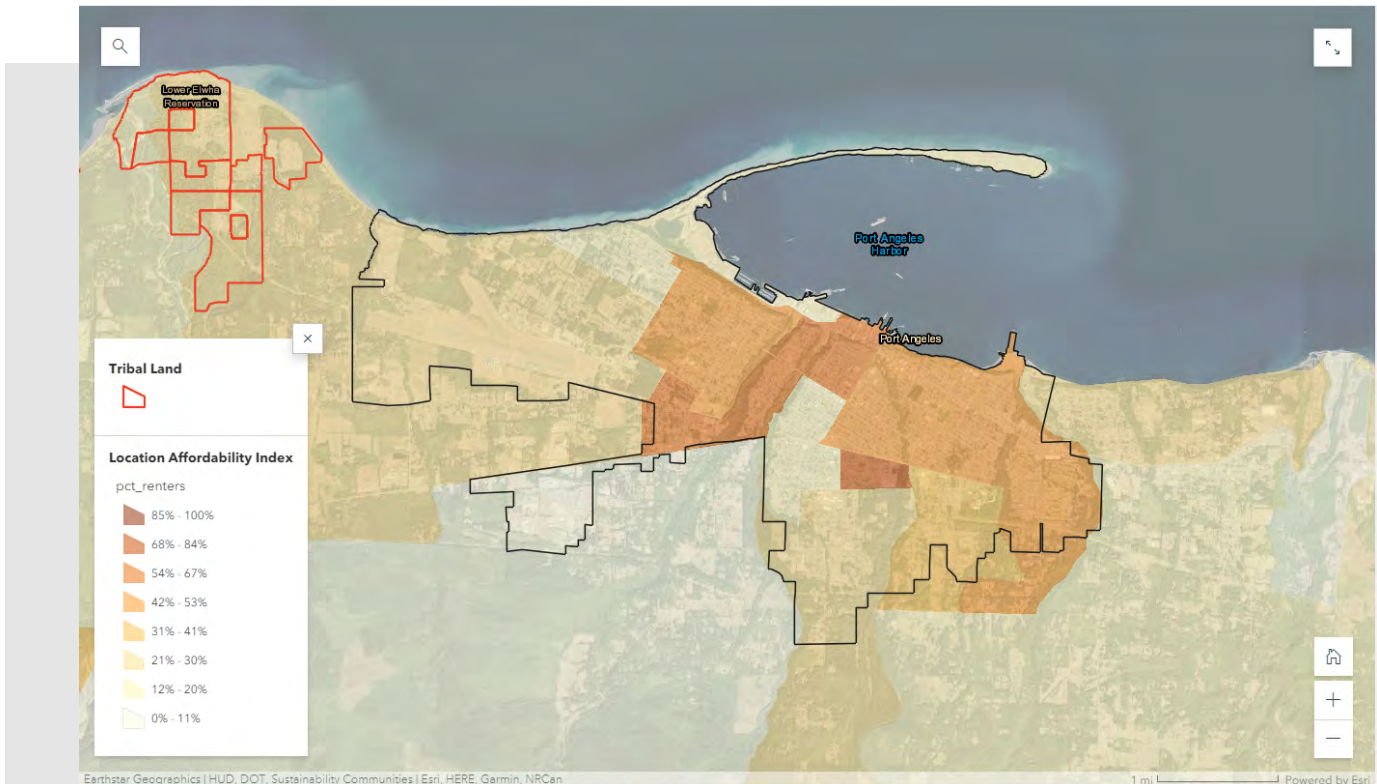 Lower Elwha
Reservation
Port Angeles
Harbor
Port Angeles
Tribal Land
Location Affordability Index
pct_renters
85% - 100%
68% - 84%
54% - 67%
42% - 53%
31% - 41%
21% - 30%
12% - 20%
0% - 11%
Earthstar Geographics | HUD, DOT, Sustainability Communities | Esri, HERE, Garmin, NRCan
1 mi
Powered by Esri